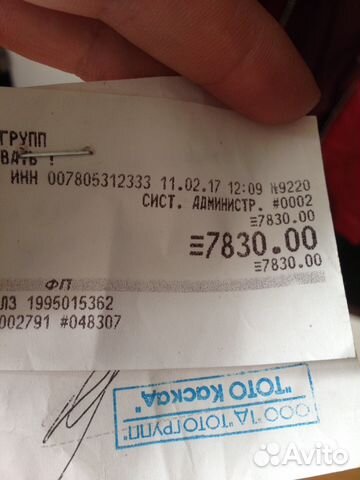 ГРУПП
ВАТЬ !
ИНН 007805312333 11.02.17 12:09 №9220
СИСТ. АДМИНИСТР. #0002
≡7830.00
≡7830.00
≡7830.00
ФП
ЛЗ 1995015362
002791 #048307
ООО "ТД "ТОТОГРУПП"
"ТОТО Каскад"
Avito